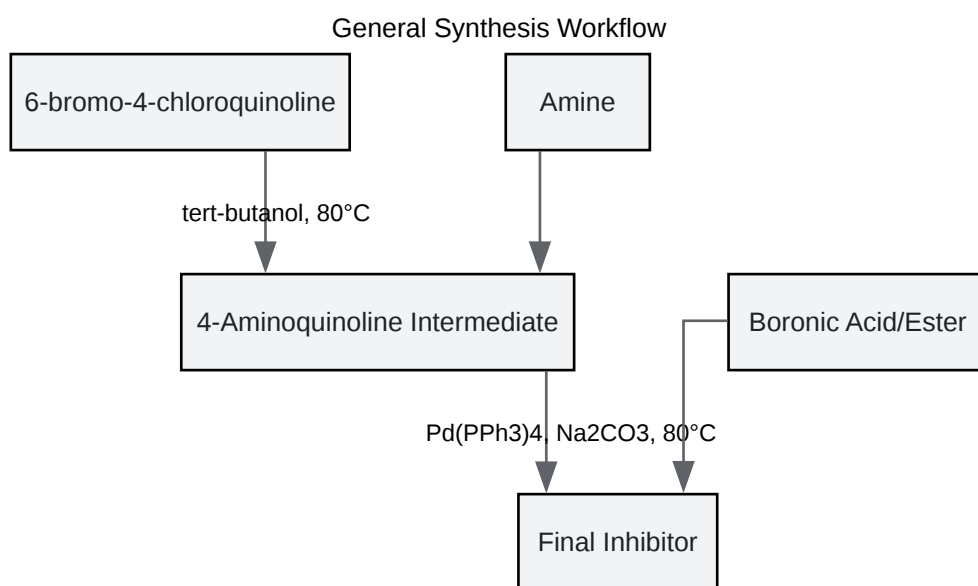 General Synthesis Workflow
6-bromo-4-chloroquinoline
Amine
tert-butanol, 80°C
4-Aminoquinoline Intermediate
Boronic Acid/Ester
Pd(PPh3)4, Na2CO3, 80°C
Final Inhibitor